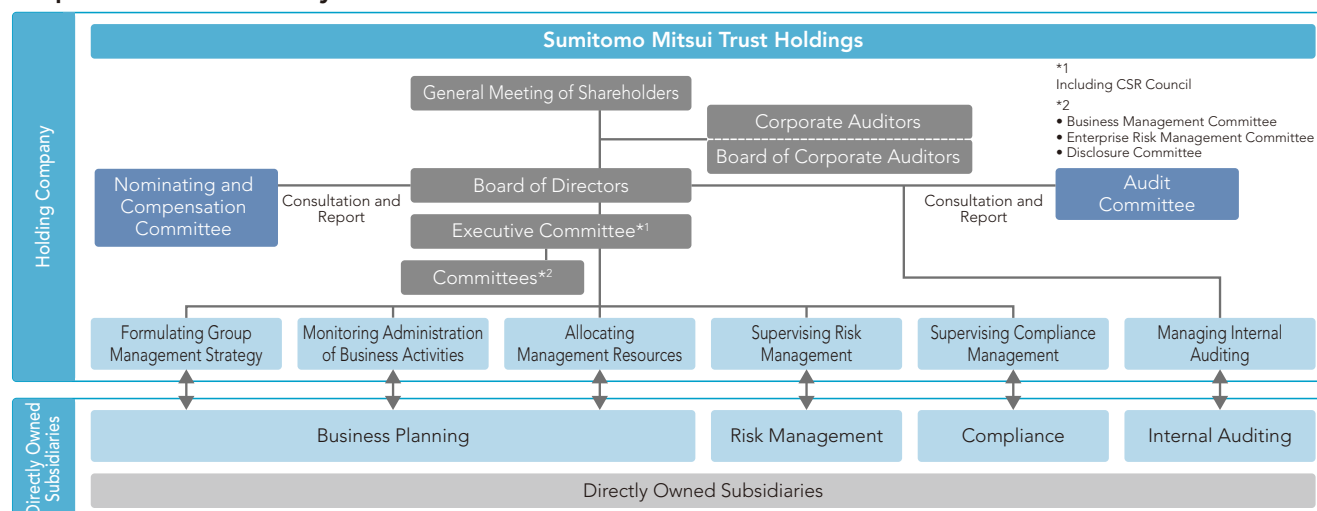 Sumitomo Mitsui Trust Holdings
General Meeting of Shareholders
*1
Including CSR Council
*2
• Business Management Committee
• Enterprise Risk Management Committee
• Disclosure Committee
Corporate Auditors
Board of Corporate Auditors
Holding Company
Nominating and
Compensation
Committee
Consultation and
Report
Board of Directors
Consultation and
Report
Audit
Committee
Executive Committee*1
Committees*2
Formulating Group
Management Strategy
Monitoring Administration
of Business Activities
Allocating
Management Resources
Supervising Risk
Management
Supervising Compliance
Management
Managing Internal
Auditing
Directly Owned
Subsidiaries
Business Planning
Risk Management
Compliance
Internal Auditing
Directly Owned Subsidiaries